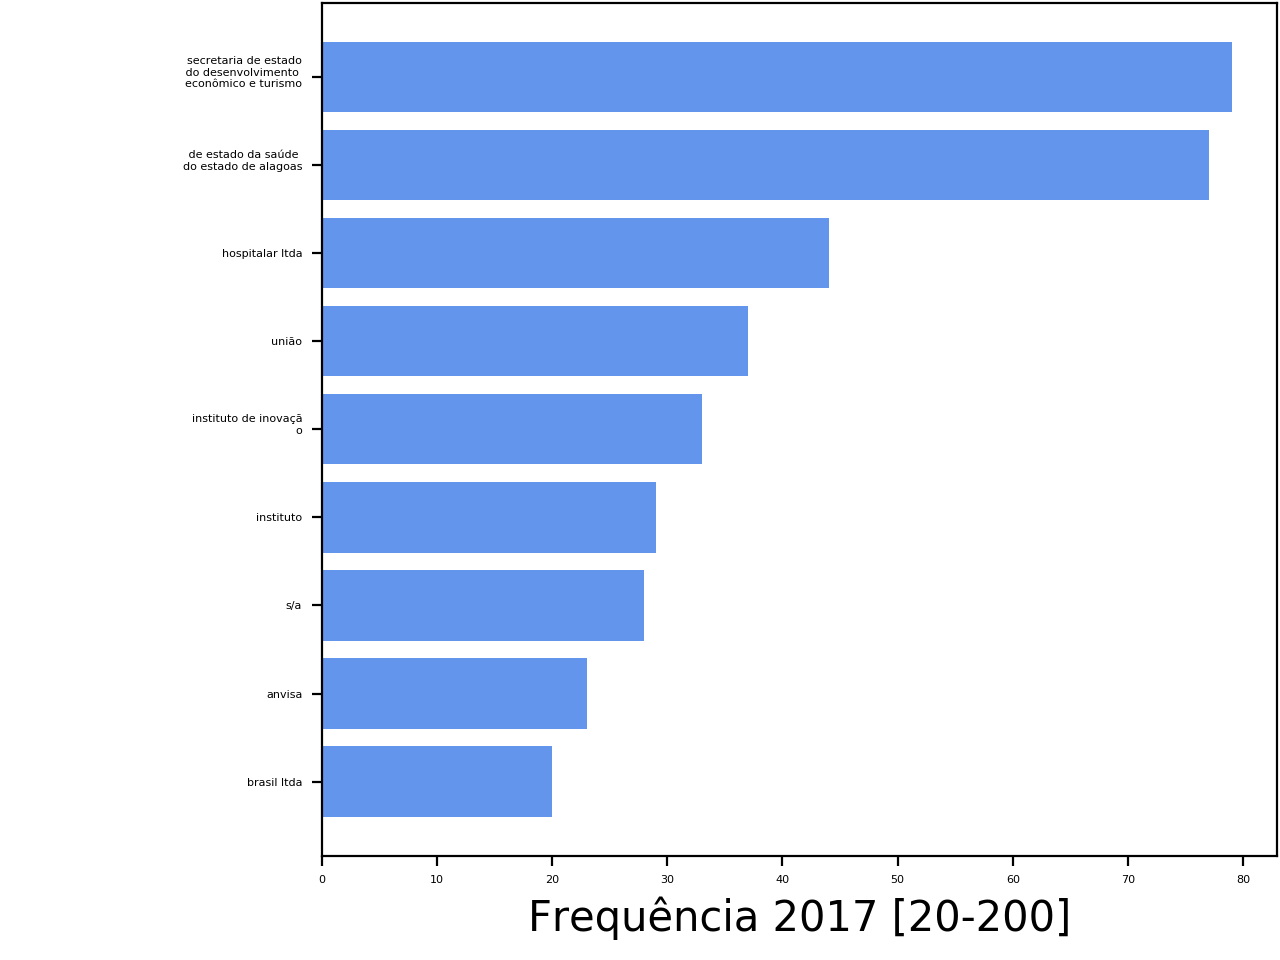 secretaria de estado
do desenvolvimento
econômico e turismo
de estado da saúde
do estado de alagoas
hospitalar ltda
união
instituto de inovaçã
o
instituto
s/a
anvisa
brasil ltda
0 10 20 30 40 50 60 70 80
Frequência 2017 [20-200]